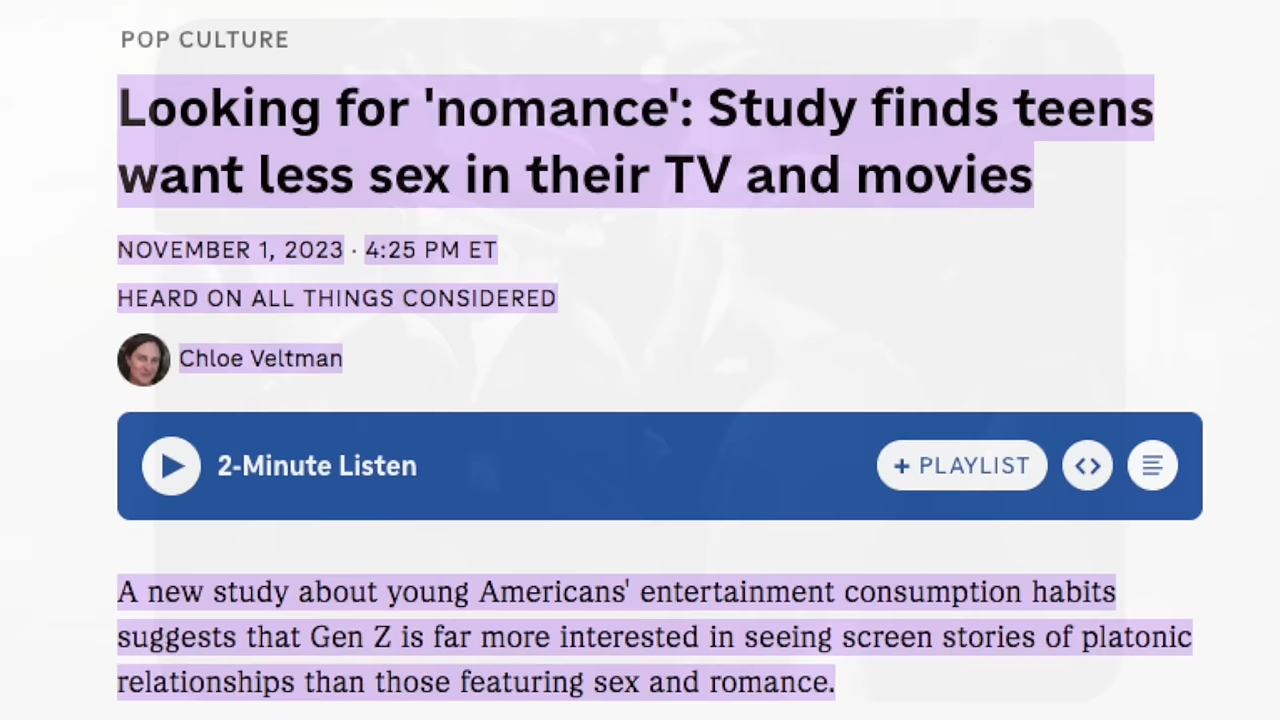 POP CULTURE
Looking for 'nomance': Study finds teens
want less sex in their TV and movies
NOVEMBER 1, 2023 · 4:25 PM ET
HEARD ON ALL THINGS CONSIDERED
Chloe Veltman
2-Minute Listen
+ PLAYLIST
A new study about young Americans' entertainment consumption habits
suggests that Gen Z is far more interested in seeing screen stories of platonic
relationships than those featuring sex and romance.